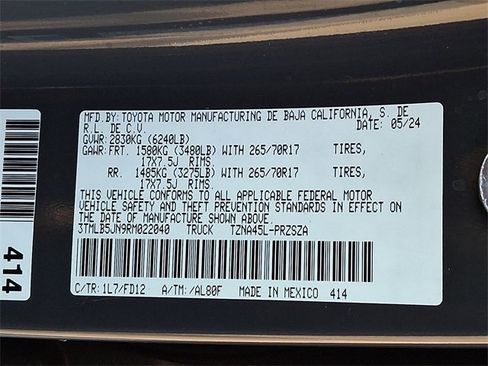 MFD.BY: TOYOTA MOTOR MANUFACTURING DE BAJA CALIFORNIA, S. DE
R.L. DE C.V. DATE: 05/24
GVWR: 2830KG (6240LB)
GAWR: FRT. 1580KG (3480LB) WITH 265/70R17 TIRES,
17X7.5J RIMS.
RR. 1485KG (3275LB) WITH 265/70R17 TIRES,
17X7.5J RIMS.
THIS VEHICLE CONFORMS TO ALL APPLICABLE FEDERAL MOTOR
VEHICLE SAFETY AND THEFT PREVENTION STANDARDS IN EFFECT ON
THE DATE OF MANUFACTURE SHOWN ABOVE.
3TMLB5JN9RM022040 TRUCK TZNA45L-PRZSZA
C/TR: 1L7/FD12 A/TM: /AL80F MADE IN MEXICO 414
414